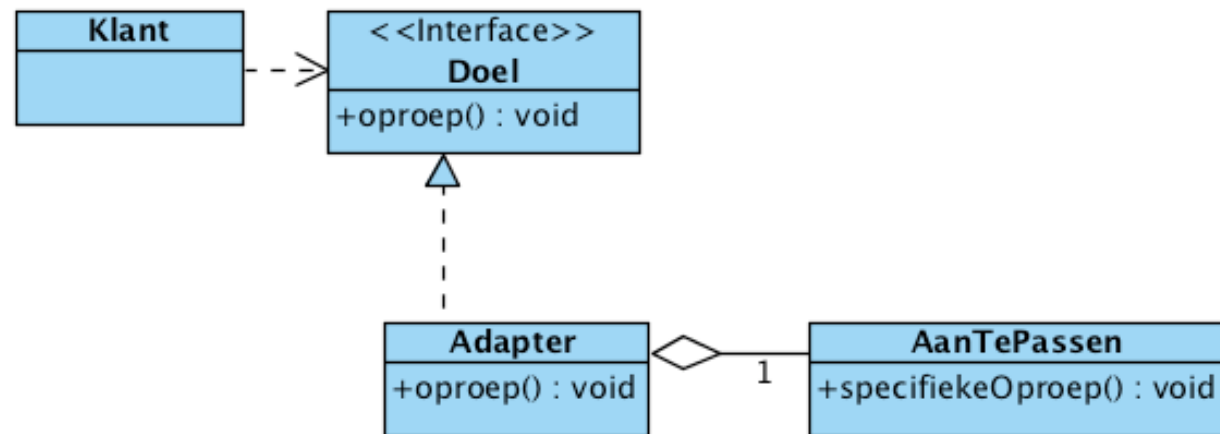 Klant
<<Interface>>
Doel
+oproep() : void
Adapter
+oproep() : void
1
AanTePassen
+specifiekeOproep() : void